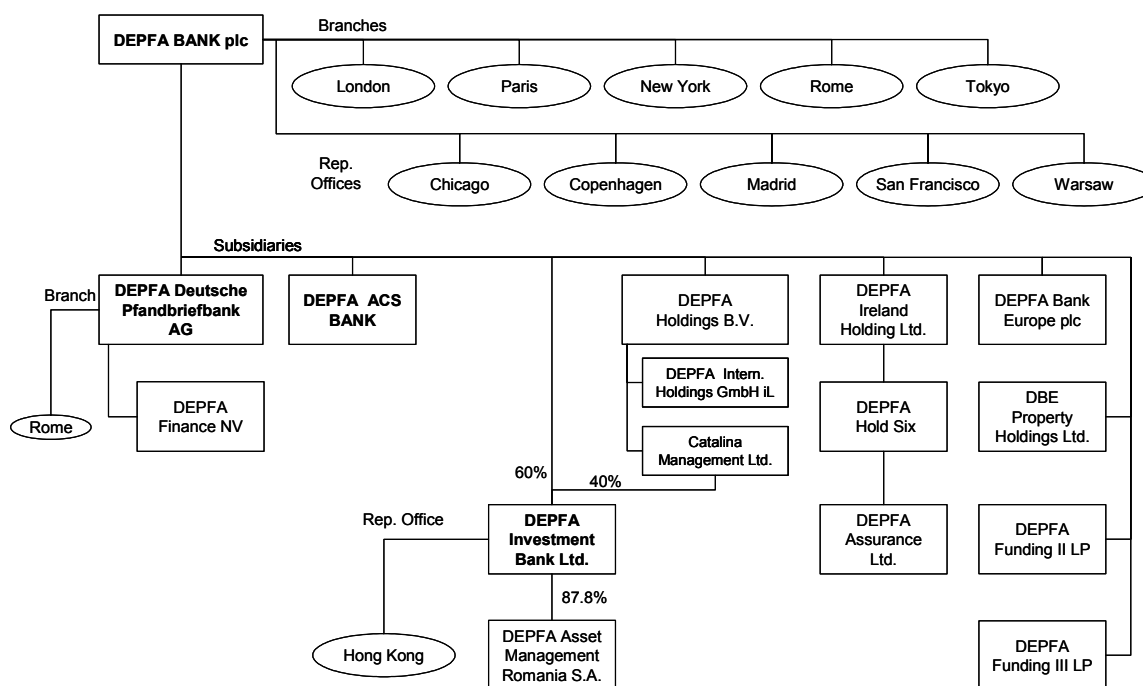 Branches
DEPFA BANK plc
London
Paris
New York
Rome
Tokyo
Rep.
Offices
Chicago
Copenhagen
Madrid
San Francisco
Warsaw
Subsidiaries
Branch
DEPFA Deutsche
Pfandbriefbank
AG
DEPFA ACS
BANK
DEPFA
Holdings B.V.
DEPFA
Ireland
Holding Ltd.
DEPFA Bank
Europe plc
DEPFA Intern.
Holdings GmbH iL
DEPFA
Finance NV
Rome
DEPFA
Hold Six
DBE
Property
Holdings Ltd.
Catalina
Management Ltd.
60%
40%
Rep. Office
DEPFA
Investment
Bank Ltd.
DEPFA
Assurance
Ltd.
DEPFA
Funding II LP
87.8%
Hong Kong
DEPFA Asset
Management
Romania S.A.
DEPFA
Funding III LP